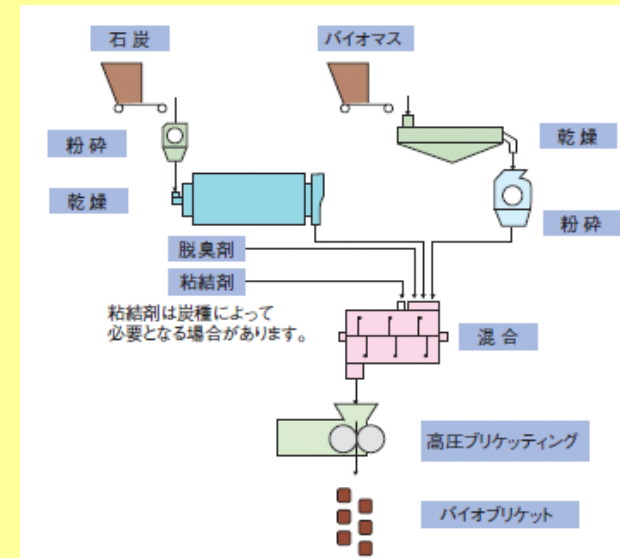 石炭
バイオマス
粉砕
乾燥
乾燥
粉砕
脱臭剤
粘結剤
粘結剤は炭種によって
必要となる場合があります。
混合
高圧ブリケッティング
バイオブリケット